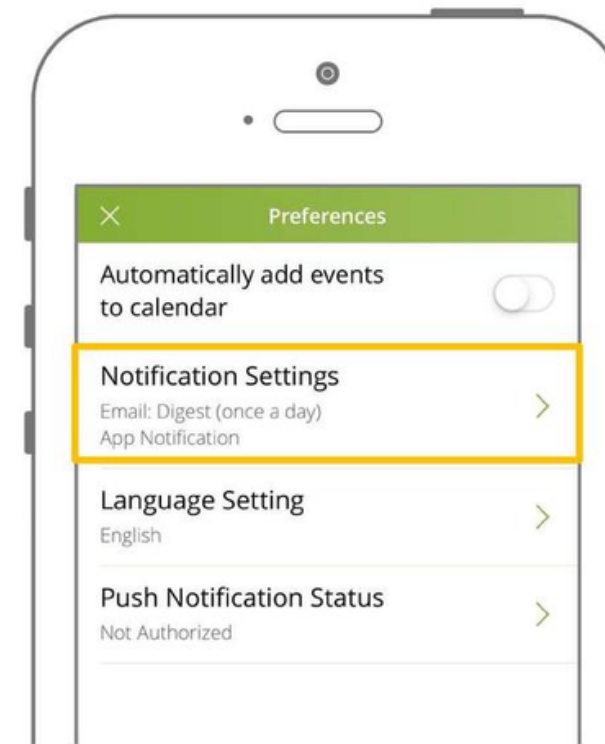 Preferences
Automatically add events
to calendar
Notification Settings
Email: Digest (once a day)
App Notification
Language Setting
English
Push Notification Status
Not Authorized